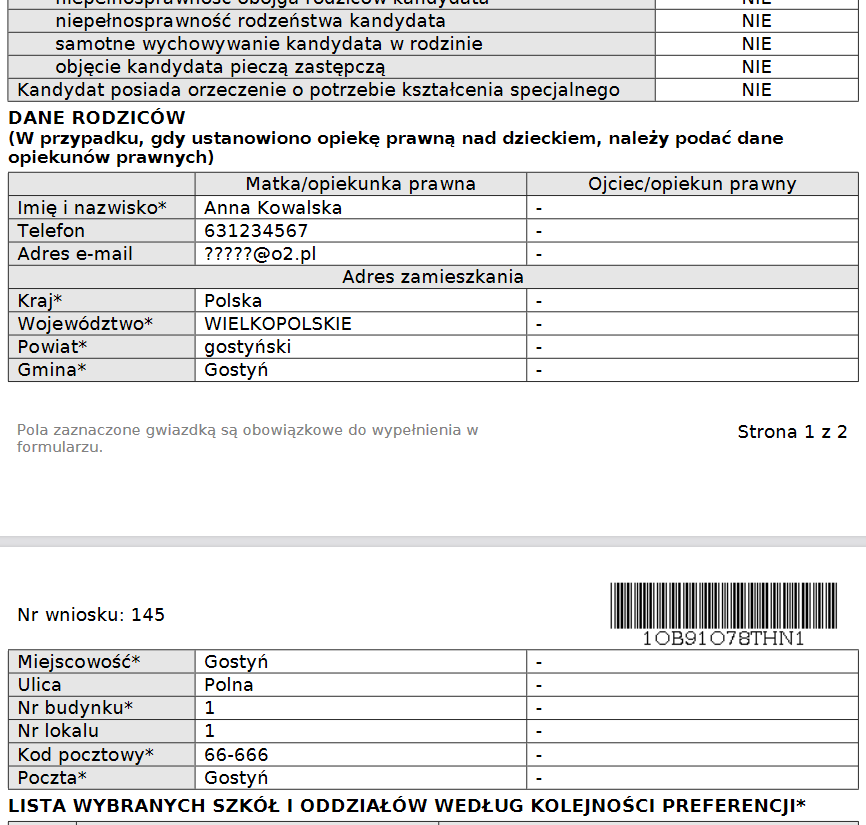 niepełnosprawność obojga rodziców kandydata NIE
niepełnosprawność rodzeństwa kandydata NIE
samotne wychowywanie kandydata w rodzinie NIE
objęcie kandydata pieczą zastępczą NIE
Kandydat posiada orzeczenie o potrzebie kształcenia specjalnego NIE
DANE RODZICÓW
(W przypadku, gdy ustanowiono opiekę prawną nad dzieckiem, należy podać dane
opiekunów prawnych)
Matka/opiekunka prawna Ojciec/opiekun prawny
Imię i nazwisko* Anna Kowalska -
Telefon 631234567 -
Adres e-mail ?????@o2.pl -
Adres zamieszkania
Kraj* Polska -
Województwo* WIELKOPOLSKIE -
Powiat* gostyński -
Gmina* Gostyń -
Pola zaznaczone gwiazdką są obowiązkowe do wypełnienia w
formularzu.
Strona 1 z 2
Nr wniosku: 145
1OB91O78THN1
Miejscowość* Gostyń -
Ulica Polna -
Nr budynku* 1 -
Nr lokalu 1 -
Kod pocztowy* 66-666 -
Poczta* Gostyń -
LISTA WYBRANYCH SZKÓŁ I ODDZIAŁÓW WEDŁUG KOLEJNOŚCI PREFERENCJI*